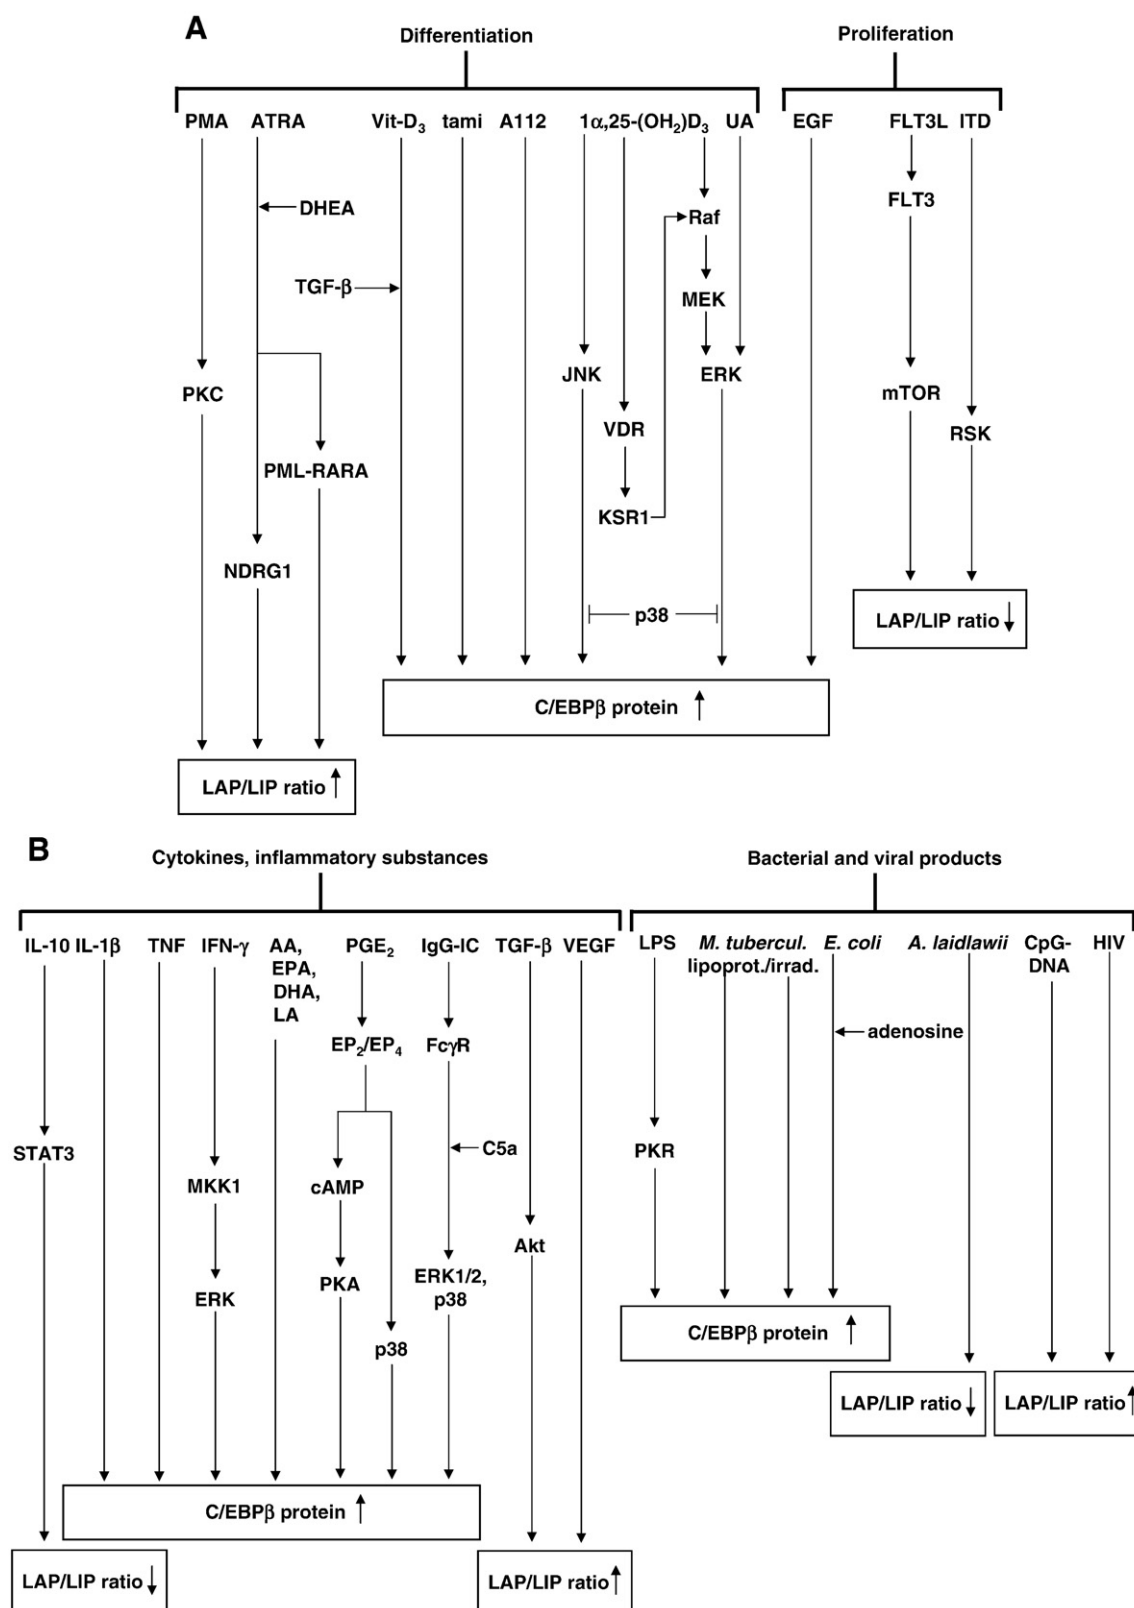 A
Differentiation
Proliferation
PMA ATRA Vit-D₃ tami A112 1α,25-(OH₂)D₃ UA EGF FLT3L ITD
DHEA
FLT3
Raf
TGF-β
MEK
JNK
ERK
PKC
mTOR
VDR
RSK
PML-RARA
KSR1
NDRG1
p38
LAP/LIP ratio ↓
C/EBPβ protein ↑
LAP/LIP ratio ↑
B
Cytokines, inflammatory substances
Bacterial and viral products
IL-10 IL-1β TNF IFN-γ AA, EPA, DHA, LA PGE₂ IgG-IC TGF-β VEGF
LPS M. tubercul. lipoprot./irrad. E. coli A. laidlawii CpG-DNA HIV
EP₂/EP₄
FcγR
adenosine
STAT3
C5a
PKR
MKK1
cAMP
Akt
PKA
ERK1/2,
p38
ERK
p38
C/EBPβ protein ↑
LAP/LIP ratio ↓
LAP/LIP ratio ↑
C/EBPβ protein ↑
LAP/LIP ratio ↓
LAP/LIP ratio ↑